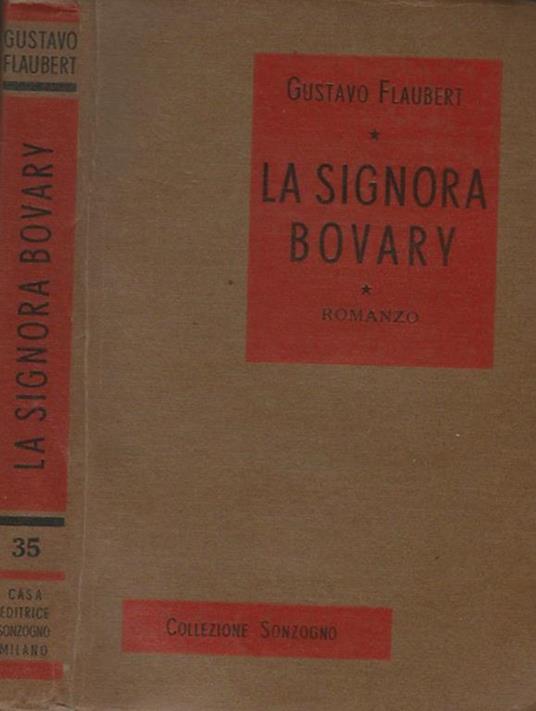 GUSTAVO
FLAUBERT
LA SIGNORA BOVARY
35
CASA
EDITRICE
SONZOGNO
MILANO
GUSTAVO FLAUBERT
★
LA SIGNORA
BOVARY
★
ROMANZO
COLLEZIONE SONZOGNO